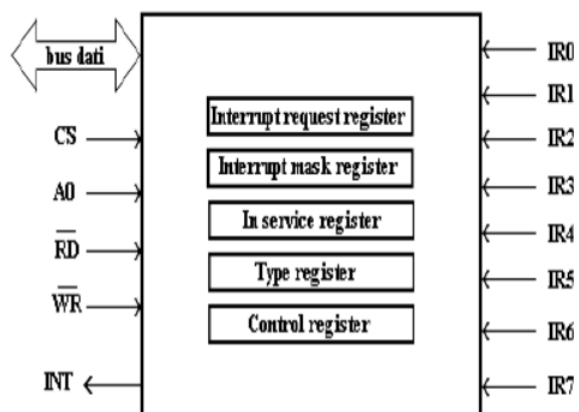 bus dati
CS
A0
RD
WR
INT
Interrupt request register
Interrupt mask register
In service register
Type register
Control register
IR0
IR1
IR2
IR3
IR4
IR5
IR6
IR7